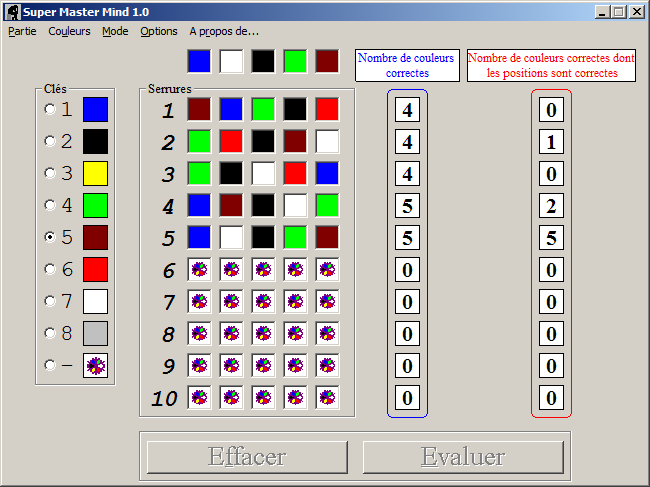 Super Master Mind 1.0
Partie Couleurs Mode Options A propos de...
Nombre de couleurs
correctes
Nombre de couleurs correctes dont
les positions sont correctes
Clés
Serrures
1 1 4 0
2 2 4 1
3 3 4 0
4 4 5 2
5 5 5 5
6 6 0 0
7 7 0 0
8 8 0 0
– 9 0 0
10 0 0
Effacer Evaluer